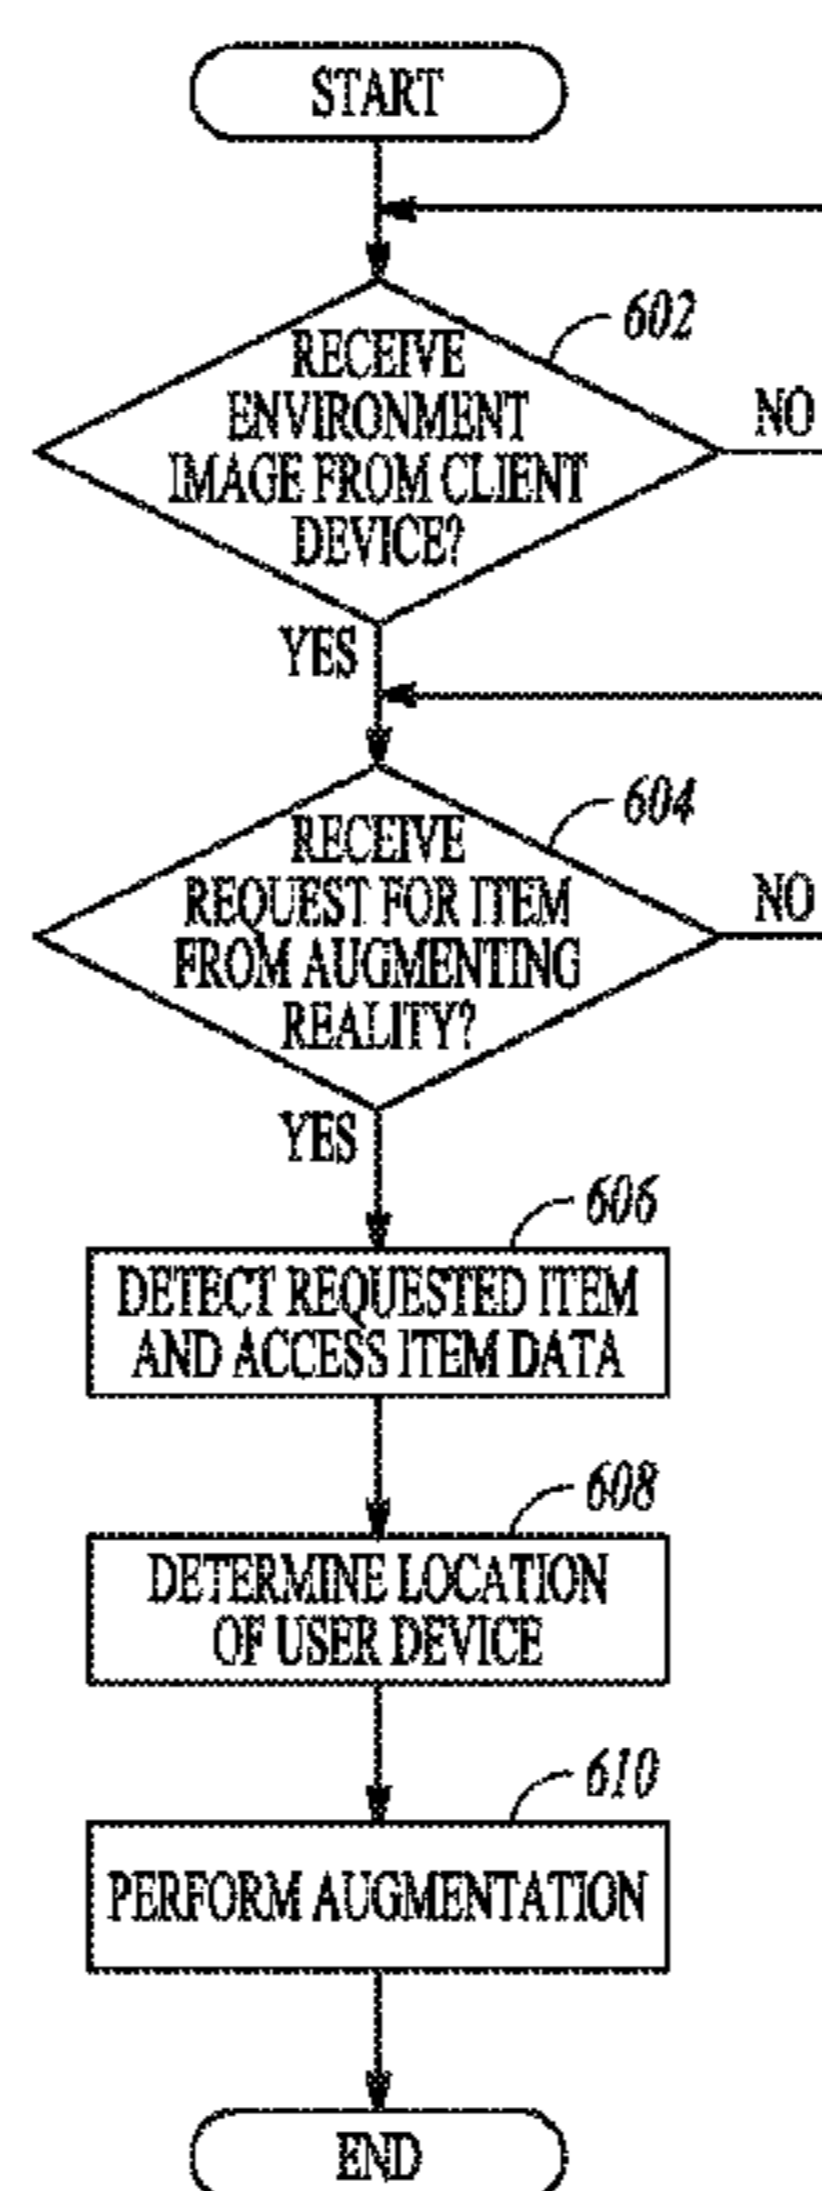 START
602
RECEIVE
ENVIRONMENT
IMAGE FROM CLIENT
DEVICE?
NO
YES
604
RECEIVE
REQUEST FOR ITEM
FROM AUGMENTING
REALITY?
NO
YES
606
DETECT REQUESTED ITEM
AND ACCESS ITEM DATA
608
DETERMINE LOCATION
OF USER DEVICE
610
PERFORM AUGMENTATION
END